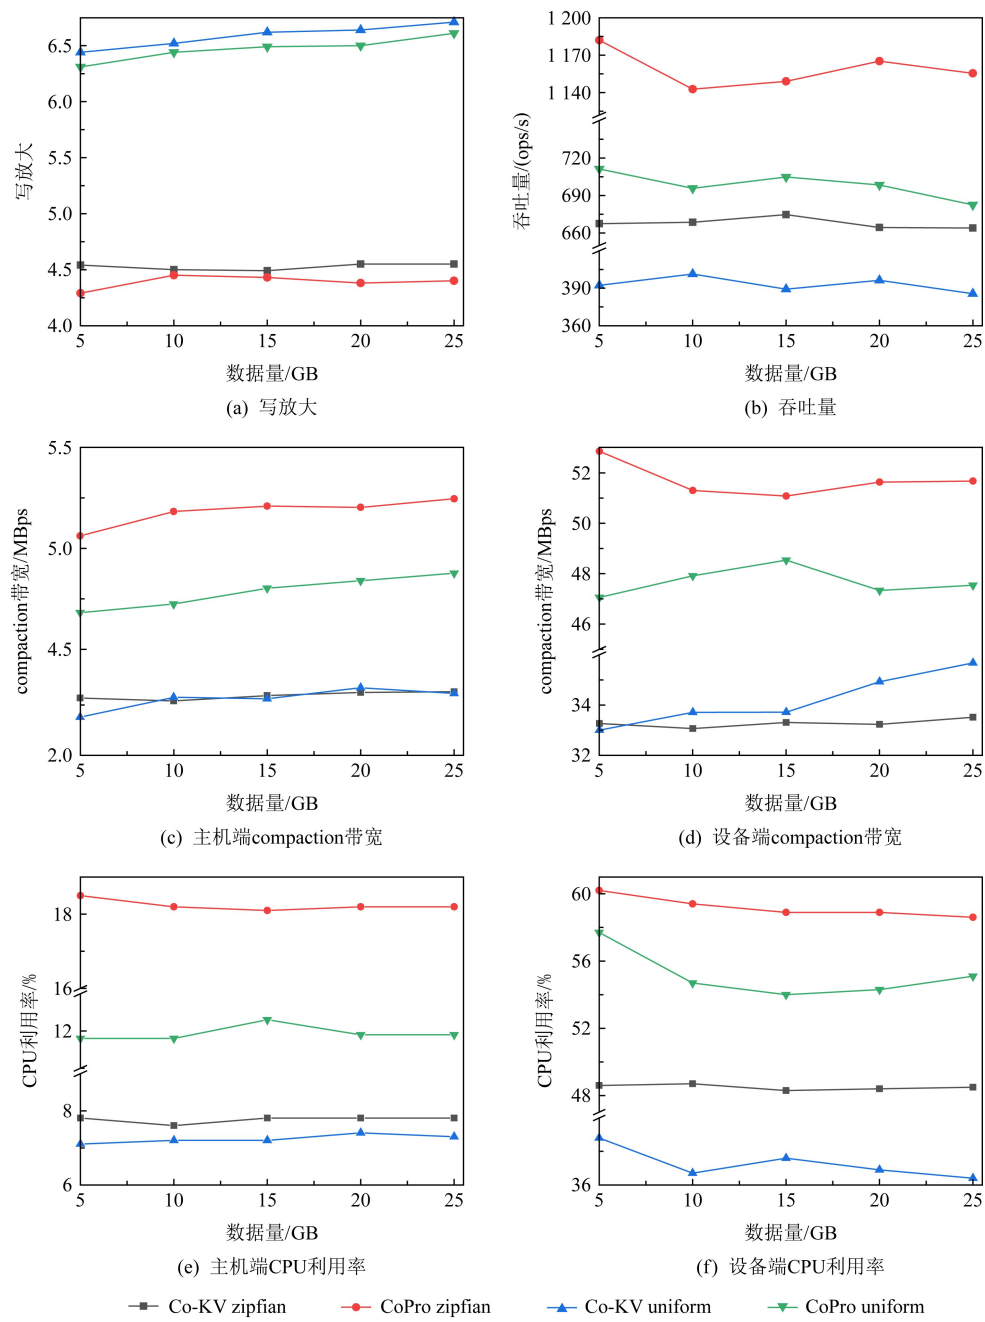 6.5
6.0
5.5
5.0
4.5
4.0
写放大
5
10
15
20
25
数据量/GB
(a) 写放大
1 200
1 170
1 140
720
690
660
390
360
吞吐量/(ops/s)
5
10
15
20
25
数据量/GB
(b) 吞吐量
5.5
5.0
4.5
2.0
compaction带宽/MBps
5
10
15
20
25
数据量/GB
(c) 主机端compaction带宽
52
50
48
46
34
32
compaction带宽/MBps
5
10
15
20
25
数据量/GB
(d) 设备端compaction带宽
18
16
12
8
6
CPU利用率/%
5
10
15
20
25
数据量/GB
(e) 主机端CPU利用率
60
56
52
48
36
CPU利用率/%
5
10
15
20
25
数据量/GB
(f) 设备端CPU利用率
Co-KV zipfian
CoPro zipfian
Co-KV uniform
CoPro uniform